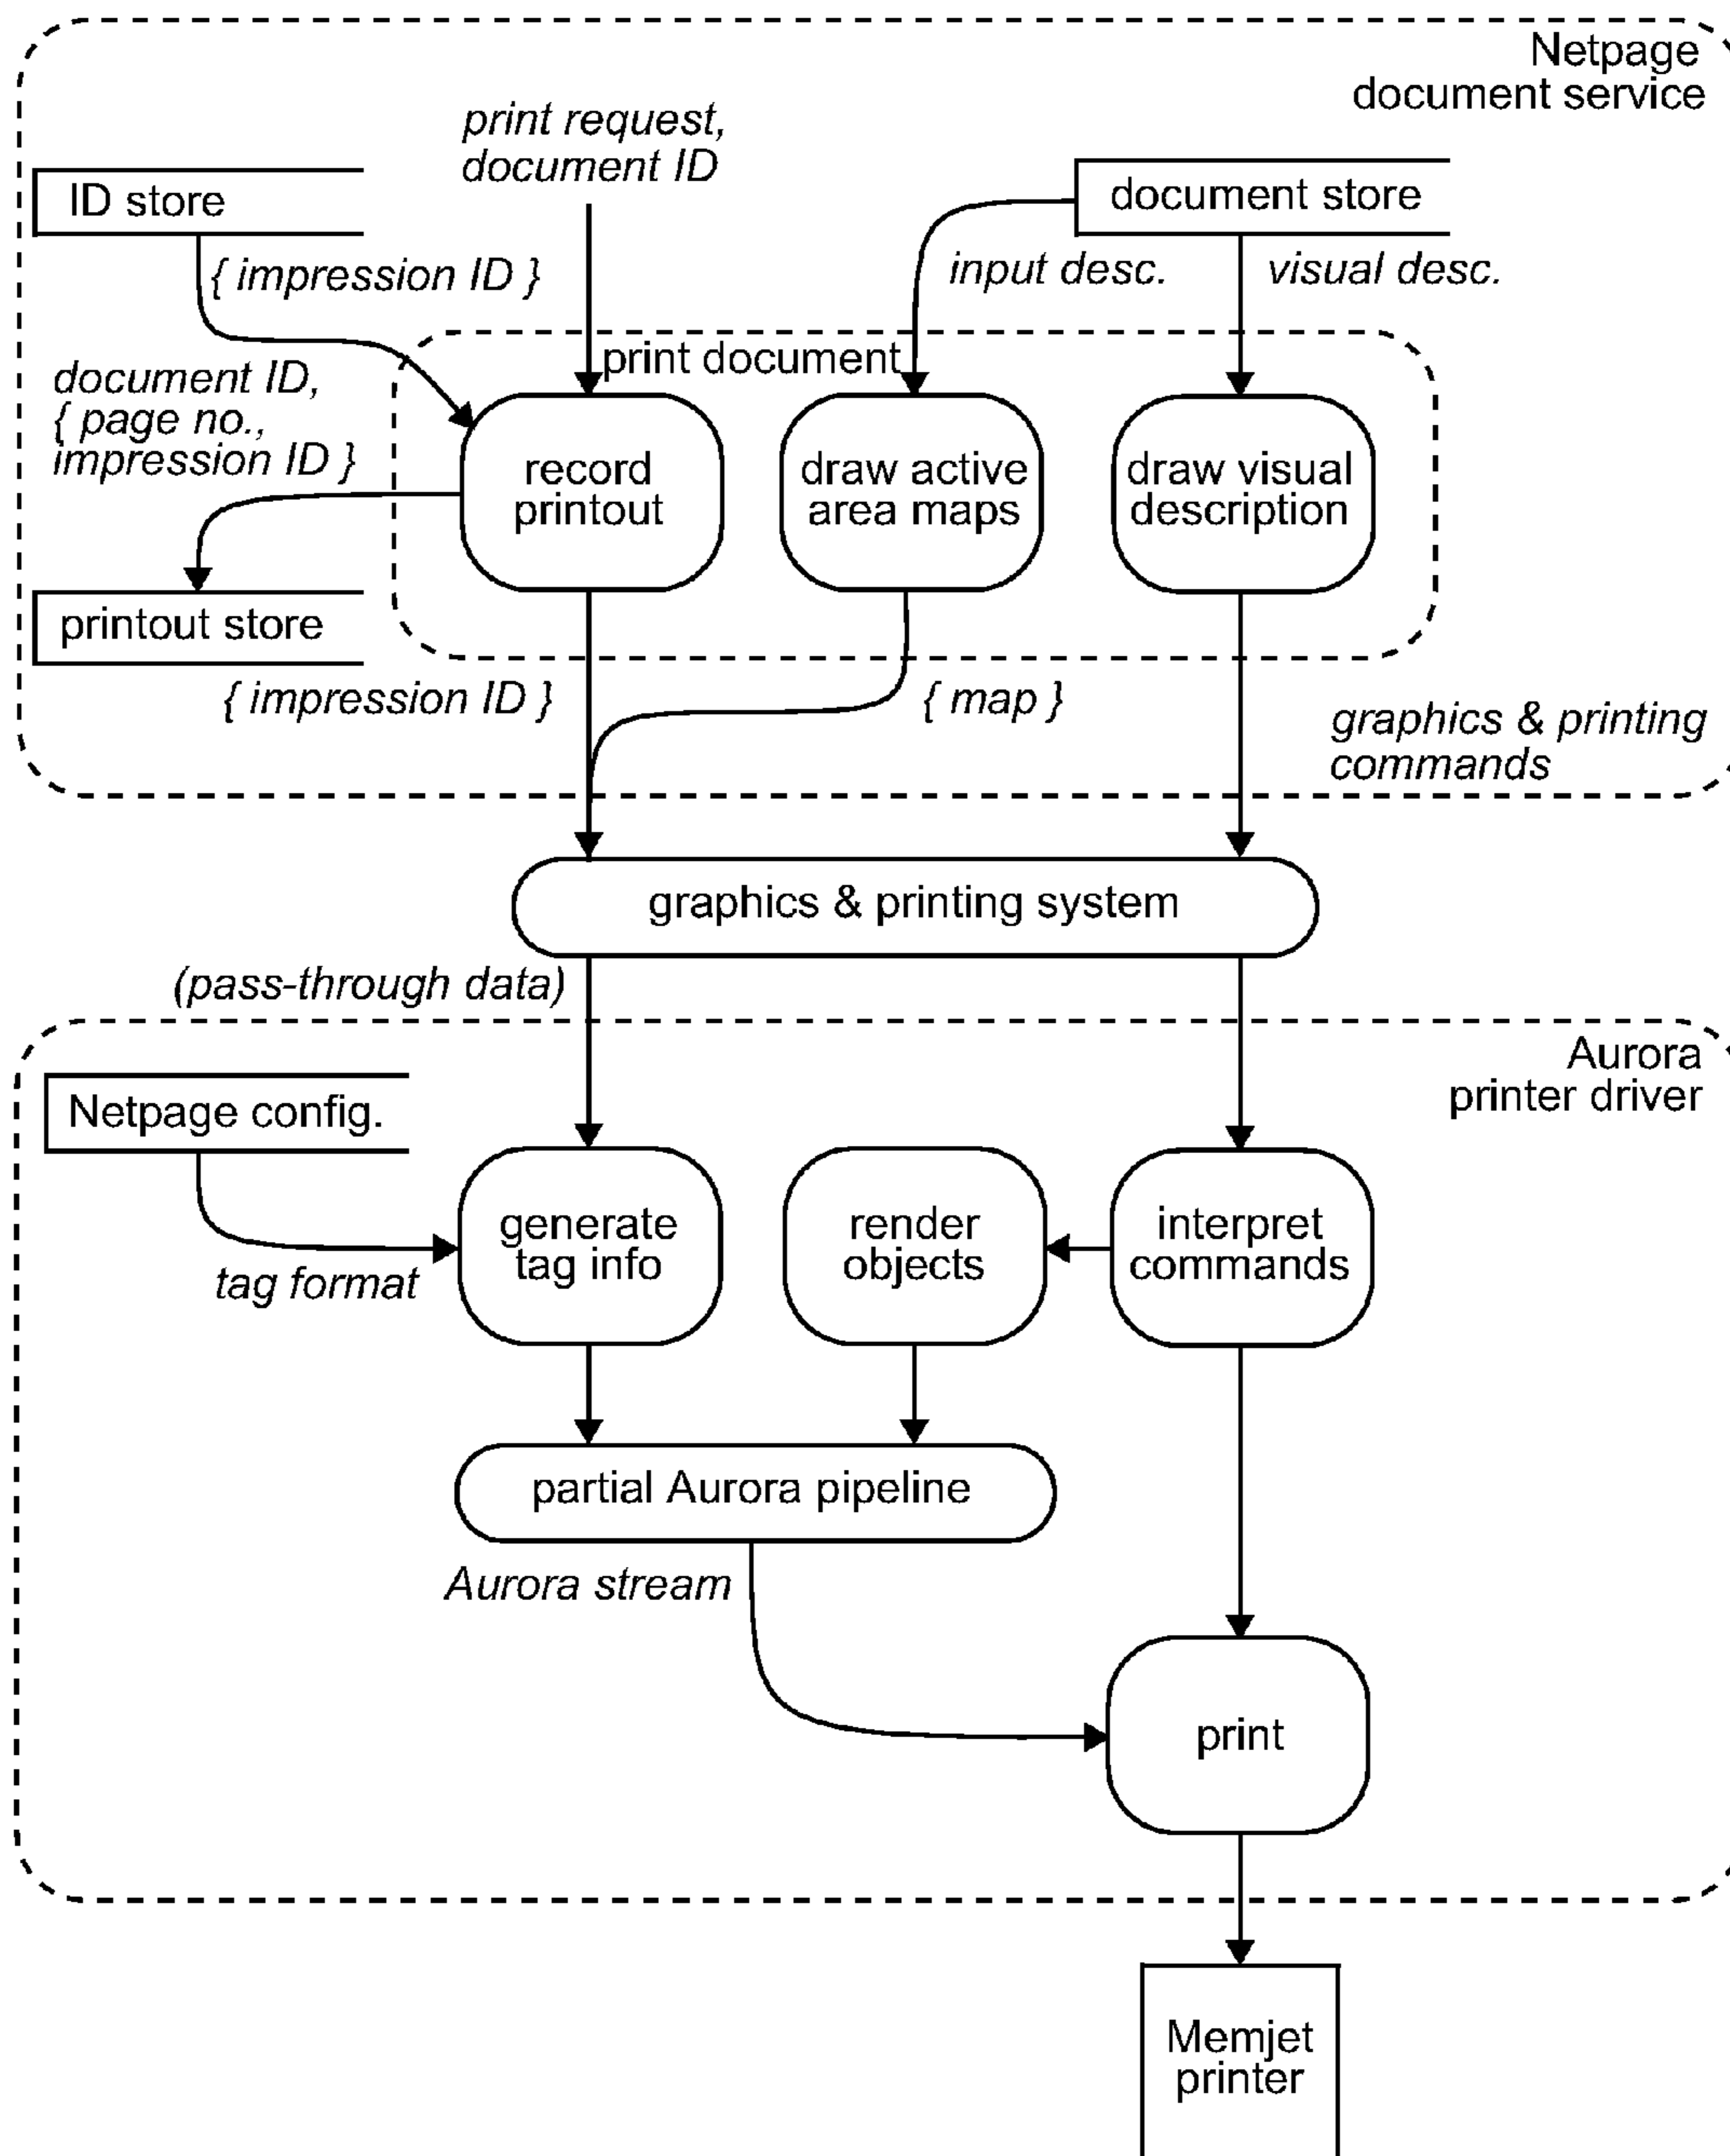 Netpage
document service
print request,
document ID
ID store
document store
{ impression ID }
input desc.
visual desc.
print document
document ID,
{ page no.,
impression ID }
record
printout
draw active
area maps
draw visual
description
printout store
{ impression ID }
{ map }
graphics & printing
commands
graphics & printing system
(pass-through data)
Aurora
printer driver
Netpage config.
generate
tag info
render
objects
interpret
commands
tag format
partial Aurora pipeline
Aurora stream
print
Memjet
printer